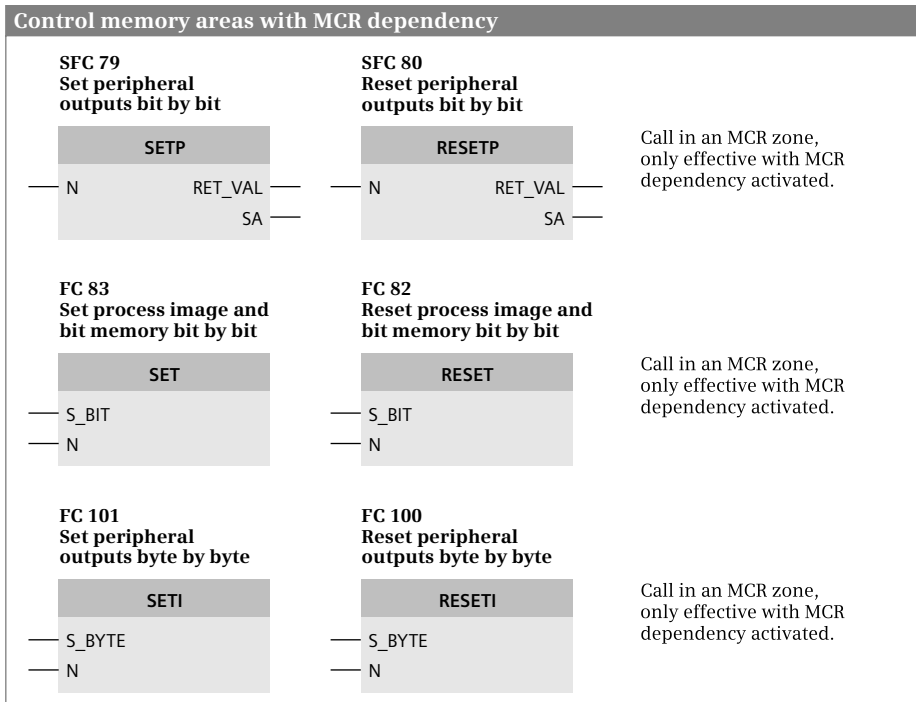 Control memory areas with MCR dependency
SFC 79
Set peripheral
outputs bit by bit
SETP
N
RET_VAL
SA
SFC 80
Reset peripheral
outputs bit by bit
RESETP
N
RET_VAL
SA
Call in an MCR zone,
only effective with MCR
dependency activated.
FC 83
Set process image and
bit memory bit by bit
SET
S_BIT
N
FC 82
Reset process image and
bit memory bit by bit
RESET
S_BIT
N
Call in an MCR zone,
only effective with MCR
dependency activated.
FC 101
Set peripheral
outputs byte by byte
SETI
S_BYTE
N
FC 100
Reset peripheral
outputs byte by byte
RESETI
S_BYTE
N
Call in an MCR zone,
only effective with MCR
dependency activated.